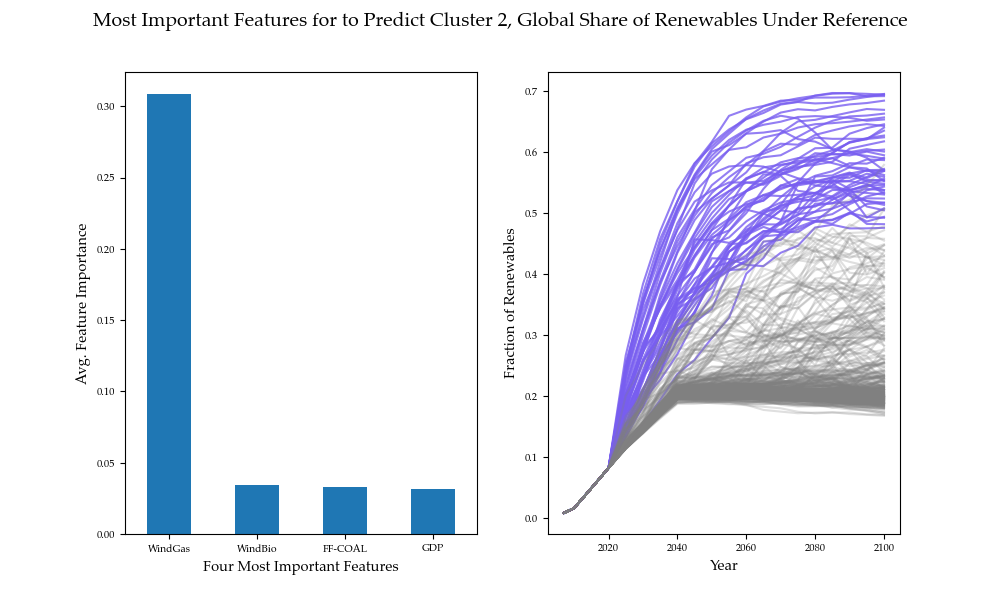 Most Important Features for to Predict Cluster 2, Global Share of Renewables Under Reference
Avg. Feature Importance
0.30
0.25
0.20
0.15
0.10
0.05
0.00
WindGas WindBio FF-COAL GDP
Four Most Important Features
Fraction of Renewables
0.7
0.6
0.5
0.4
0.3
0.2
0.1
0.0
2020 2040 2060 2080 2100
Year